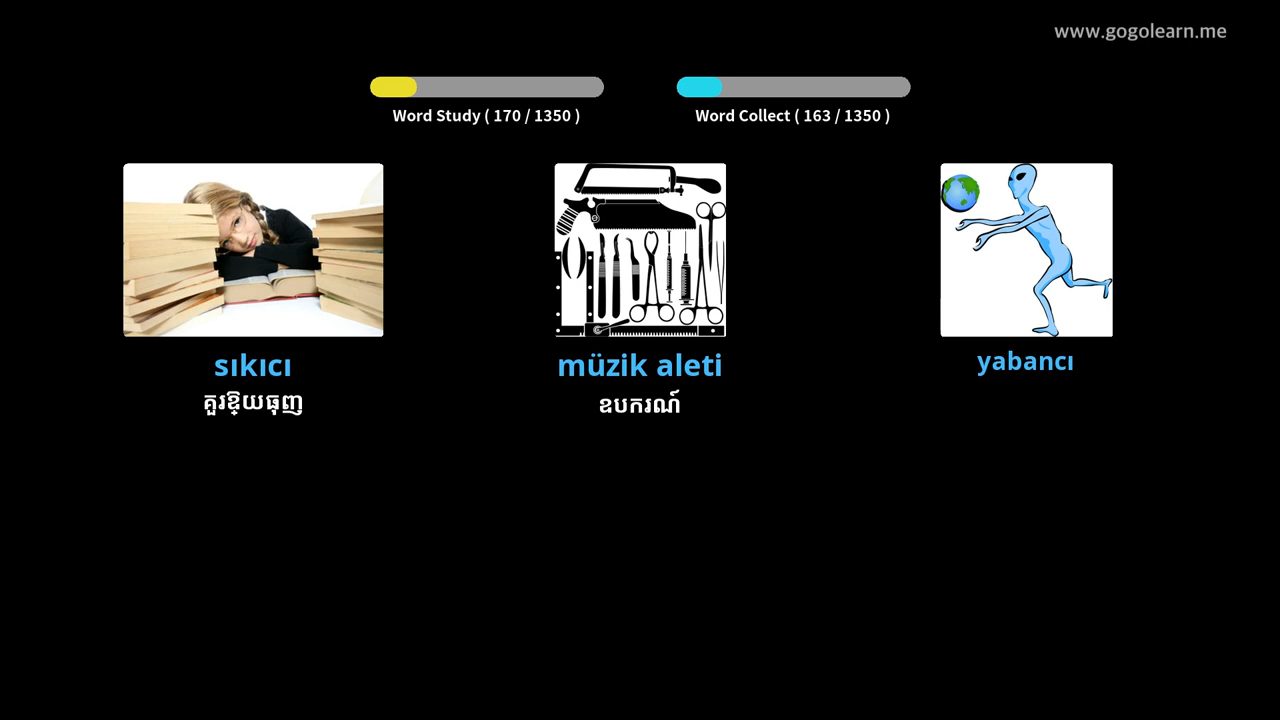 www.gogolearn.me
Word Study ( 170 / 1350 )
Word Collect ( 163 / 1350 )
sıkıcı
គួរឱ្យធុញ
müzik aleti
ឧបករណ៍
yabancı